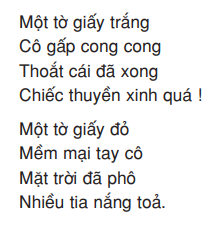 Một tờ giấy trắng
Cô gấp cong cong
Thoắt cái đã xong
Chiếc thuyền xinh quá !
Một tờ giấy đỏ
Mềm mại tay cô
Mặt trời đã phô
Nhiều tia nắng toả.